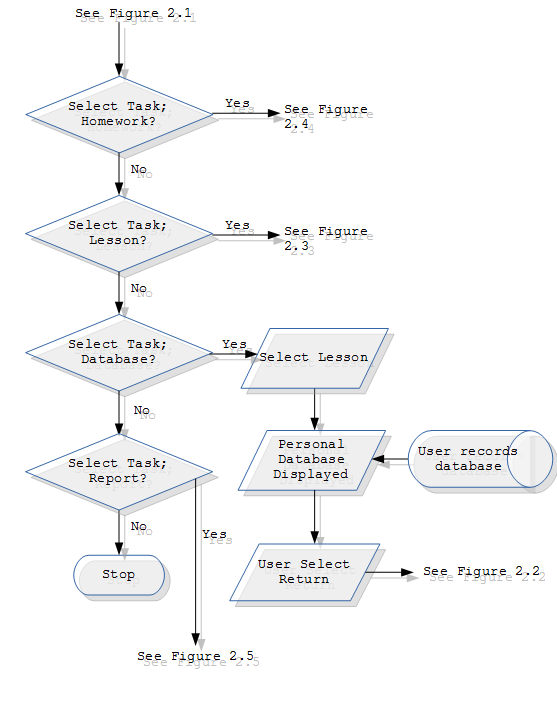 See Figure 2.1
Select Task;
Homework?
Yes
See Figure
2.4
No
Select Task;
Lesson?
Yes
See Figure
2.3
No
Select Task;
Database?
Yes
Select Lesson
No
Personal
Database
Displayed
User records
database
Select Task;
Report?
No
Yes
Stop
User Select
Return
See Figure 2.2
See Figure 2.5